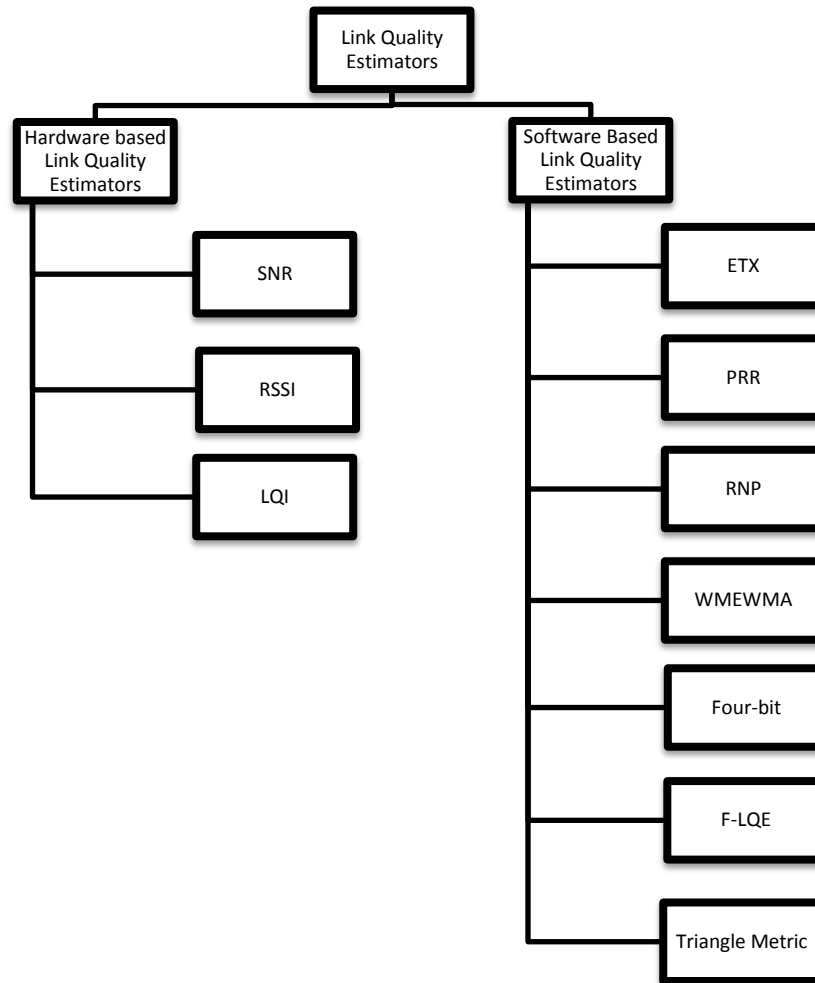 Link Quality
Estimators
Hardware based
Link Quality
Estimators
SNR
RSSI
LQI
Software Based
Link Quality
Estimators
ETX
PRR
RNP
WMEWMA
Four-bit
F-LQE
Triangle Metric